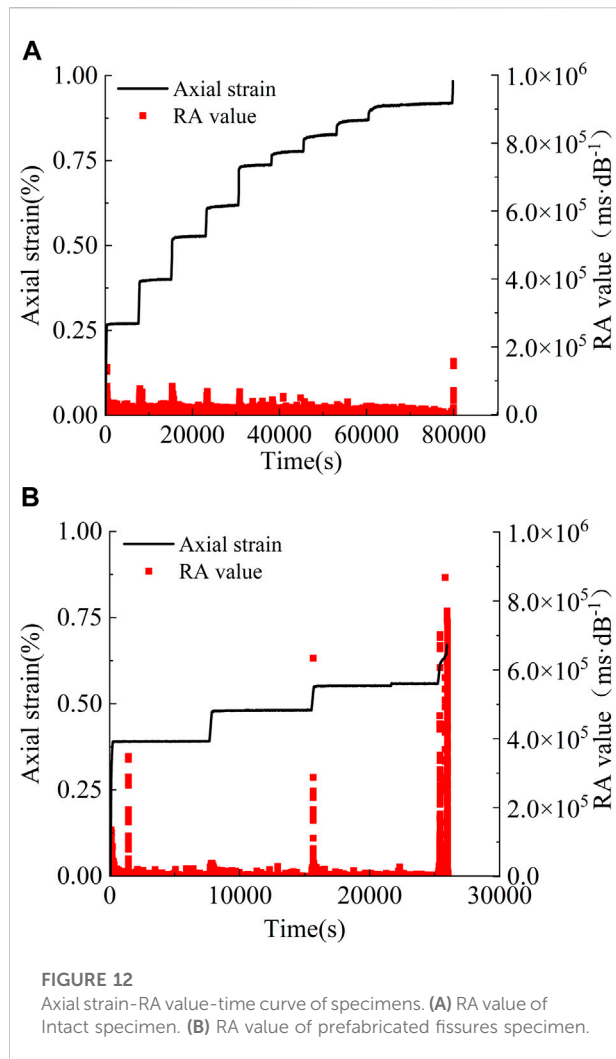 A
1.00
0.75
0.50
0.25
0.00
Axial strain(%)
Axial strain
RA value
1.0×10⁶
8.0×10⁵
6.0×10⁵
4.0×10⁵
2.0×10⁵
0.0
RA value（ms·dB⁻¹)
0 20000 40000 60000 80000
Time(s)
B
1.00
0.75
0.50
0.25
0.00
Axial strain(%)
Axial strain
RA value
1.0×10⁶
8.0×10⁵
6.0×10⁵
4.0×10⁵
2.0×10⁵
0.0
RA value（ms·dB⁻¹)
0 10000 20000 30000
Time(s)
FIGURE 12
Axial strain-RA value-time curve of specimens. (A) RA value of
Intact specimen. (B) RA value of prefabricated fissures specimen.